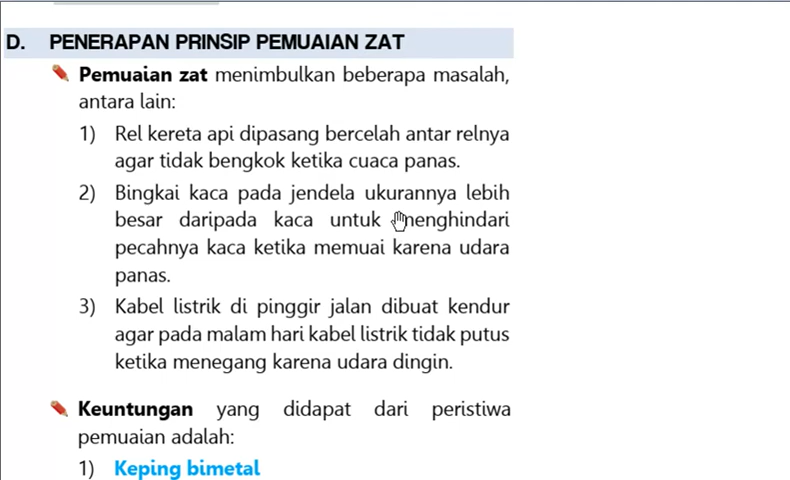 D. PENERAPAN PRINSIP PEMUAIAN ZAT
Pemuaian zat menimbulkan beberapa masalah,
antara lain:
1) Rel kereta api dipasang bercelah antar relnya
agar tidak bengkok ketika cuaca panas.
2) Bingkai kaca pada jendela ukurannya lebih
besar daripada kaca untuk menghindari
pecahnya kaca ketika memuai karena udara
panas.
3) Kabel listrik di pinggir jalan dibuat kendur
agar pada malam hari kabel listrik tidak putus
ketika menegang karena udara dingin.
Keuntungan yang didapat dari peristiwa
pemuaian adalah:
1) Keping bimetal